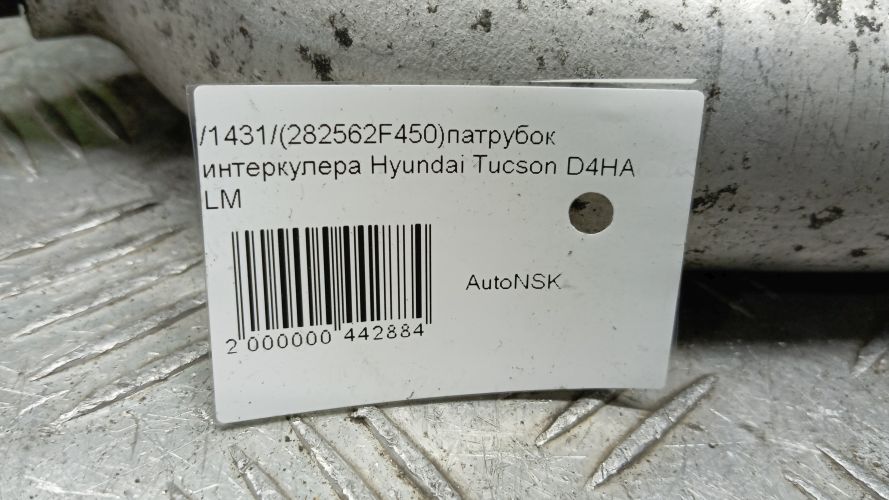 /1431/(282562F450)патрубок
интеркулера Hyundai Tucson D4HA
LM
AutoNSK
2 000000 442884